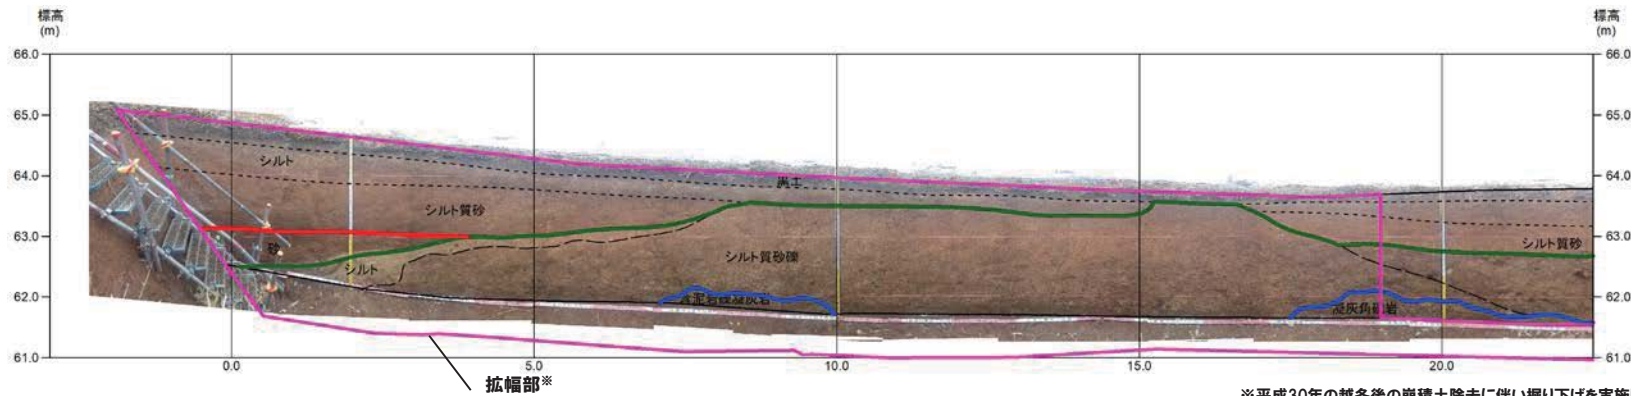 標高
(m)
標高
(m)
66.0
66.0
65.0
65.0
シルト
64.0
黒土
64.0
シルト質砂
63.0
シルト質砂
63.0
砂
シルト
シルト質砂礫
62.0
凝灰角礫岩
62.0
61.0
0.0
5.0
10.0
15.0
20.0
61.0
拡幅部※
※平成30年の越冬後の崩積土除去に伴い掘り下げを実施